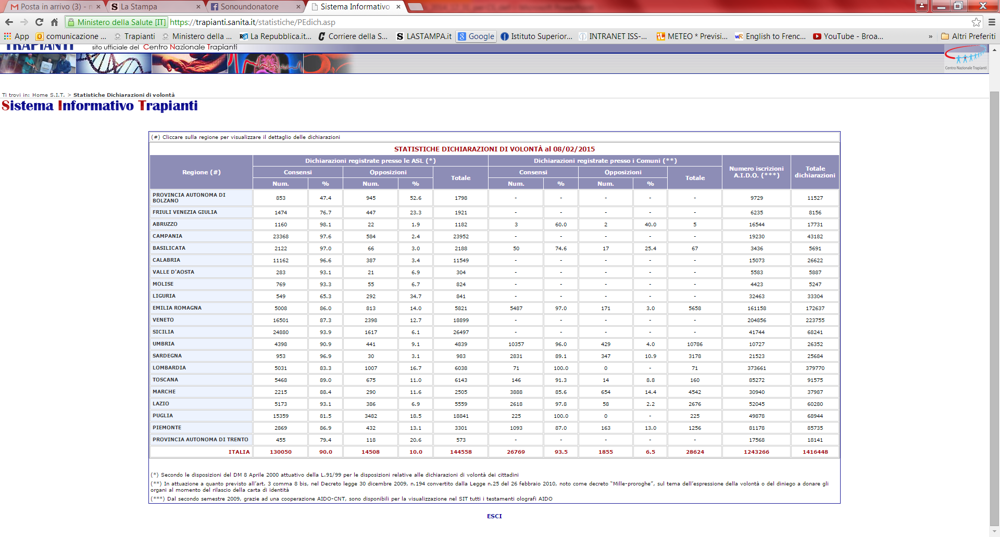 Posta in arrivo (3) - n
La Stampa
Sonoundonatore
Sistema Informativo
Ministero della Salute [IT] https://trapianti.sanita.it/statistiche/PEdich.asp
App comunicazione ... Trapianti Ministero della ... La Repubblica.it... Corriere della S... LASTAMPA.it Google Istituto Superior... INTRANET ISS-... METEO * Previsi... English to Frenc... YouTube - Broa... » Altri Preferiti
TRAPIANTI sito ufficiale del Centro Nazionale Trapianti
Centro Nazionale Trapianti
Ti trovi in: Home S.I.T. > Statistiche Dichiarazioni di volontà
Sistema Informativo Trapianti
(#) Cliccare sulla regione per visualizzare il dettaglio delle dichiarazioni
STATISTICHE DICHIARAZIONI DI VOLONTÀ al 08/02/2015
Regione (#) Dichiarazioni registrate presso le ASL (*) Dichiarazioni registrate presso i Comuni (**) Numero iscrizioni A.I.D.O. (***) Totale dichiarazioni
Consensi Opposizioni Totale Consensi Opposizioni Totale
Num. % Num. % Num. % Num. %
PROVINCIA AUTONOMA DI BOLZANO 853 47.4 945 52.6 1798 - - - - - 9729 11527
FRIULI VENEZIA GIULIA 1474 76.7 447 23.3 1921 - - - - - 6235 8156
ABRUZZO 1160 98.1 22 1.9 1182 3 60.0 2 40.0 5 16544 17731
CAMPANIA 23368 97.6 584 2.4 23952 - - - - - 19230 43182
BASILICATA 2122 97.0 66 3.0 2188 50 74.6 17 25.4 67 3436 5691
CALABRIA 11162 96.6 387 3.4 11549 - - - - - 15073 26622
VALLE D'AOSTA 283 93.1 21 6.9 304 - - - - - 5583 5887
MOLISE 769 93.3 55 6.7 824 - - - - - 4423 5247
LIGURIA 549 65.3 292 34.7 841 - - - - - 32463 33304
EMILIA ROMAGNA 5008 86.0 813 14.0 5821 5487 97.0 171 3.0 5658 161158 172637
VENETO 16501 87.3 2398 12.7 18899 - - - - - 204856 223755
SICILIA 24880 93.9 1617 6.1 26497 - - - - - 41744 68241
UMBRIA 4398 90.9 441 9.1 4839 10357 96.0 429 4.0 10786 10727 26352
SARDEGNA 953 96.9 30 3.1 983 2831 89.1 347 10.9 3178 21523 25684
LOMBARDIA 5031 83.3 1007 16.7 6038 71 100.0 0 - 71 373661 379770
TOSCANA 5468 89.0 675 11.0 6143 146 91.3 14 8.8 160 85272 91575
MARCHE 2215 88.4 290 11.6 2505 3888 85.6 654 14.4 4542 30940 37987
LAZIO 5173 93.1 386 6.9 5559 2618 97.8 58 2.2 2676 52045 60280
PUGLIA 15359 81.5 3482 18.5 18841 225 100.0 0 - 225 49878 68944
PIEMONTE 2869 86.9 432 13.1 3301 1093 87.0 163 13.0 1256 81178 85735
PROVINCIA AUTONOMA DI TRENTO 455 79.4 118 20.6 573 - - - - - 17568 18141
ITALIA 130050 90.0 14508 10.0 144558 26769 93.5 1855 6.5 28624 1243266 1416448
(*) Secondo le disposizioni del DM 8 Aprile 2000 attuativo della L.91/99 per le disposizioni relative alle dichiarazioni di volontà dei cittadini
(**) In attuazione a quanto previsto all'art. 3 comma 8 bis, nel Decreto legge 30 dicembre 2009, n.194 convertito dalla Legge n.25 del 26 febbraio 2010, noto come decreto “Mille-proroghe”, sul tema dell'espressione della volontà o del diniego a donare gli
organi al momento del rilascio della carta di identità
(***) Dal secondo semestre 2009, grazie ad una cooperazione AIDO-CNT, sono disponibili per la visualizzazione nel SIT tutti i testamenti olografi AIDO
ESCI